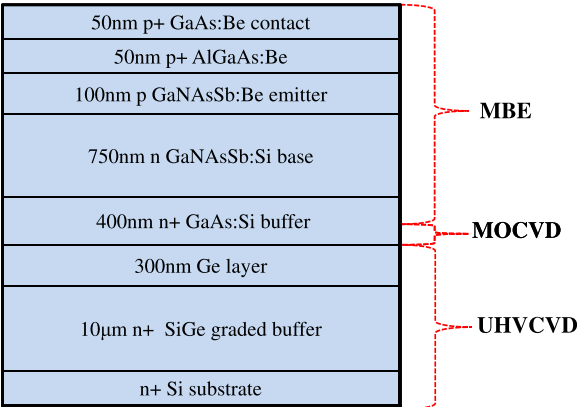 50nm p+ GaAs:Be contact
50nm p+ AlGaAs:Be
100nm p GaNAsSb:Be emitter
MBE
750nm n GaNAsSb:Si base
400nm n+ GaAs:Si buffer
MOCVD
300nm Ge layer
10μm n+ SiGe graded buffer
UHVCVD
n+ Si substrate